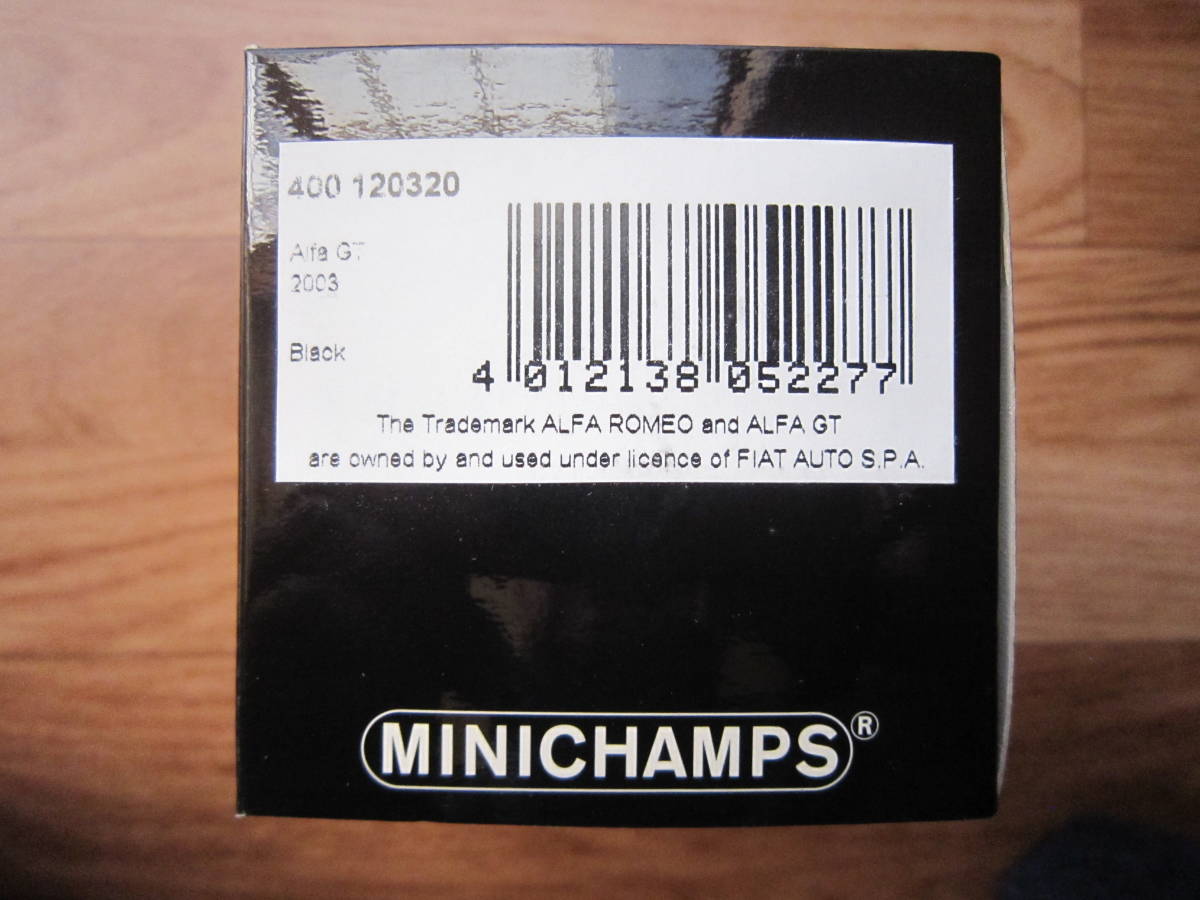 400 120320
Alfa GT
2003
Black
4 012138 052277
The Trademark ALFA ROMEO and ALFA GT
are owned by and used under licence of FIAT AUTO S.P.A.
MINICHAMPS®